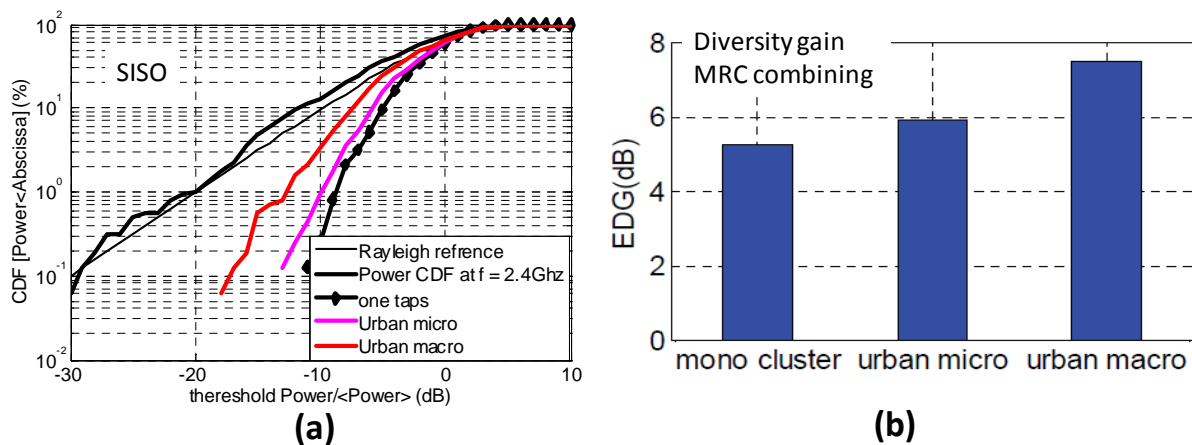 SISO
CDF [Power<Abscissa] (%)
10^2
10^1
10^0
10^-1
10^-2
-30
-20
-10
0
10
thereshold Power/<Power> (dB)
Rayleigh refrence
Power CDF at f = 2.4Ghz
one taps
Urban micro
Urban macro
(a)
Diversity gain
MRC combining
EDG(dB)
8
6
4
2
0
mono cluster
urban micro
urban macro
(b)